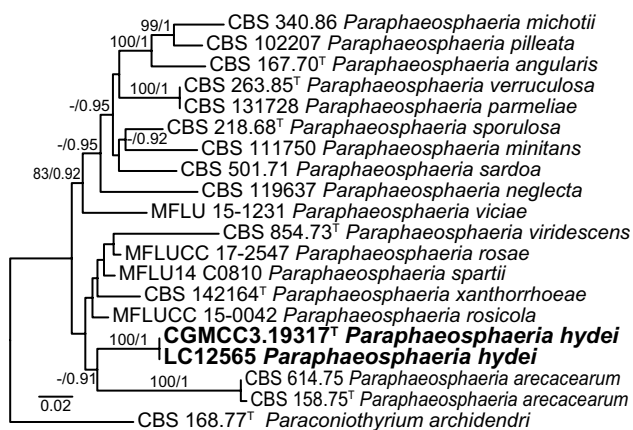 CBS 340.86 Paraphaeosphaeria michotii
99/1
CBS 102207 Paraphaeosphaeria pilleata
100/1
CBS 167.70ᵀ Paraphaeosphaeria angularis
CBS 263.85ᵀ Paraphaeosphaeria verruculosa
100/1
CBS 131728 Paraphaeosphaeria parmeliae
-/0.95
CBS 218.68ᵀ Paraphaeosphaeria sporulosa
-/0.92
CBS 111750 Paraphaeosphaeria minitans
-/0.95
CBS 501.71 Paraphaeosphaeria sardoa
83/0.92
CBS 119637 Paraphaeosphaeria neglecta
MFLU 15-1231 Paraphaeosphaeria viciae
CBS 854.73ᵀ Paraphaeosphaeria viridescens
MFLUCC 17-2547 Paraphaeosphaeria rosae
MFLU14 C0810 Paraphaeosphaeria spartii
CBS 142164ᵀ Paraphaeosphaeria xanthorrhoeae
MFLUCC 15-0042 Paraphaeosphaeria rosicola
CGMCC3.19317ᵀ Paraphaeosphaeria hydei
100/1
LC12565 Paraphaeosphaeria hydei
-/0.91
CBS 614.75 Paraphaeosphaeria arecacearum
100/1
CBS 158.75ᵀ Paraphaeosphaeria arecacearum
0.02
CBS 168.77ᵀ Paraconiothyrium archidendri